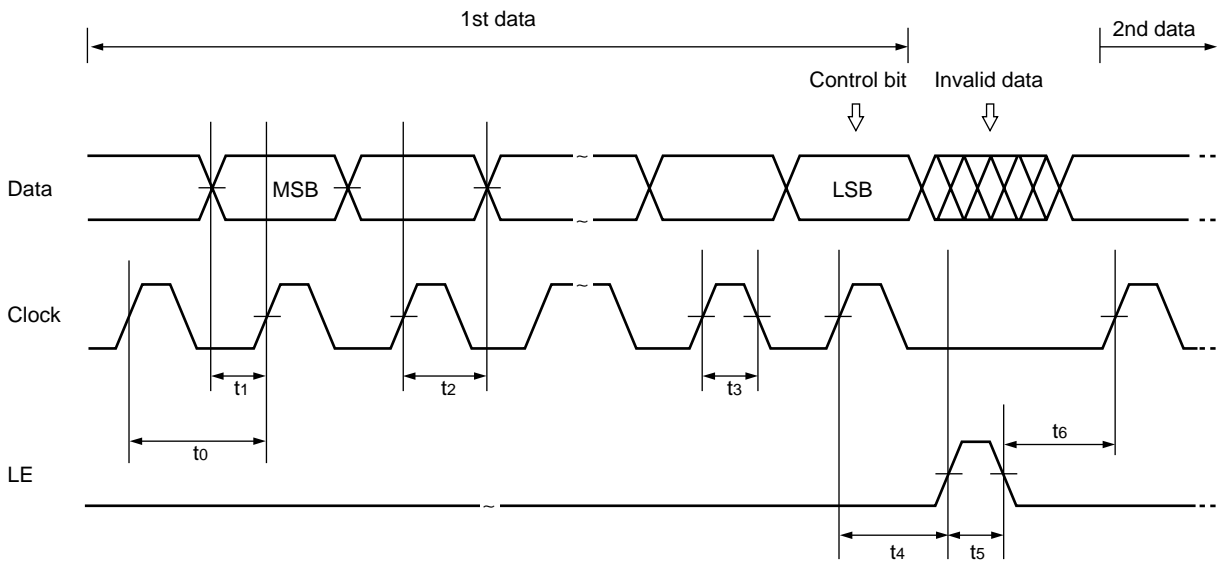 1st data
2nd data
Control bit
Invalid data
Data
MSB
LSB
Clock
t1
t2
t3
t0
t6
LE
t4
t5